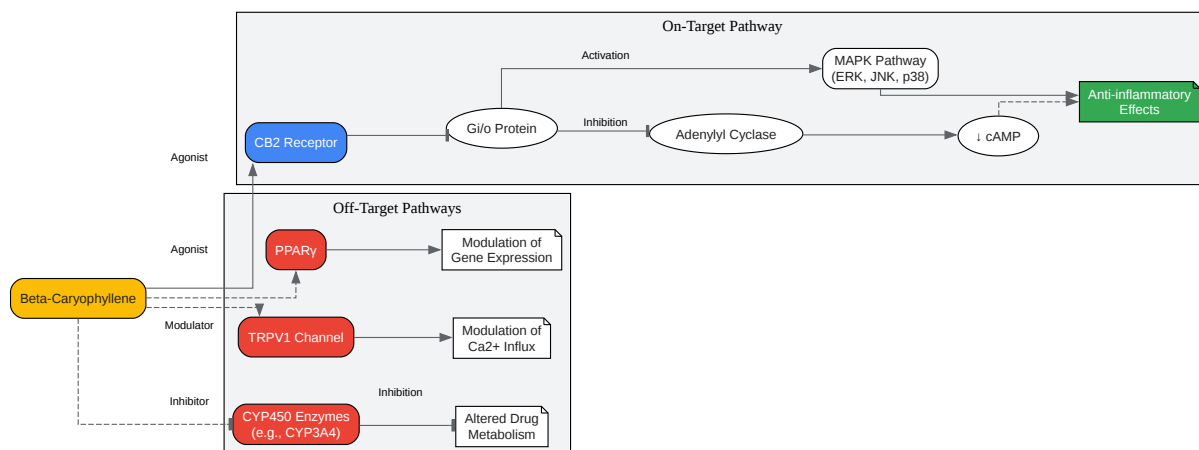 On-Target Pathway
Activation
MAPK Pathway
(ERK, JNK, p38)
Anti-inflammatory
Effects
Gi/o Protein
Inhibition
Adenylyl Cyclase
↓ cAMP
CB2 Receptor
Agonist
Off-Target Pathways
Agonist
PPARγ
Modulation of
Gene Expression
Beta-Caryophyllene
Modulator
TRPV1 Channel
Modulation of
Ca2+ Influx
Inhibitor
CYP450 Enzymes
(e.g., CYP3A4)
Inhibition
Altered Drug
Metabolism